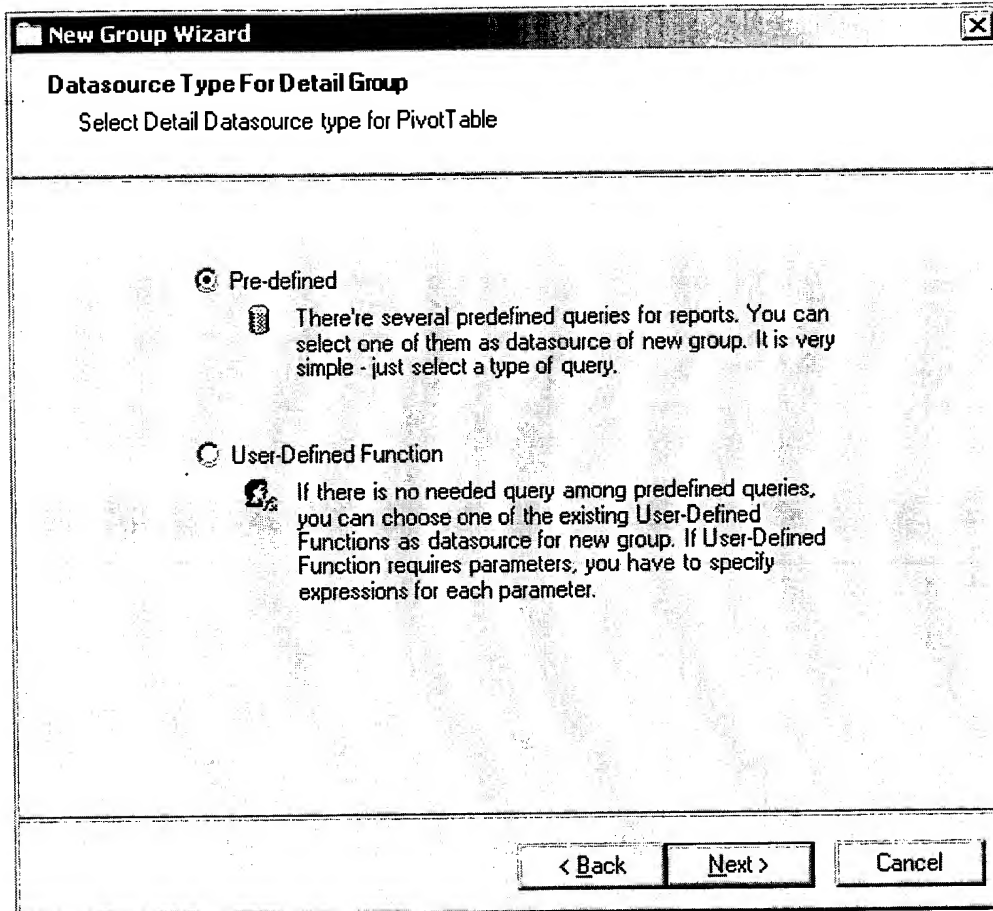 New Group Wizard
Datasource Type For Detail Group
Select Detail Datasource type for PivotTable
Pre-defined
There're several predefined queries for reports. You can
select one of them as datasource of new group. It is very
simple - just select a type of query.
User-Defined Function
If there is no needed query among predefined queries,
you can choose one of the existing User-Defined
Functions as datasource for new group. If User-Defined
Function requires parameters, you have to specify
expressions for each parameter.
< Back
Next >
Cancel